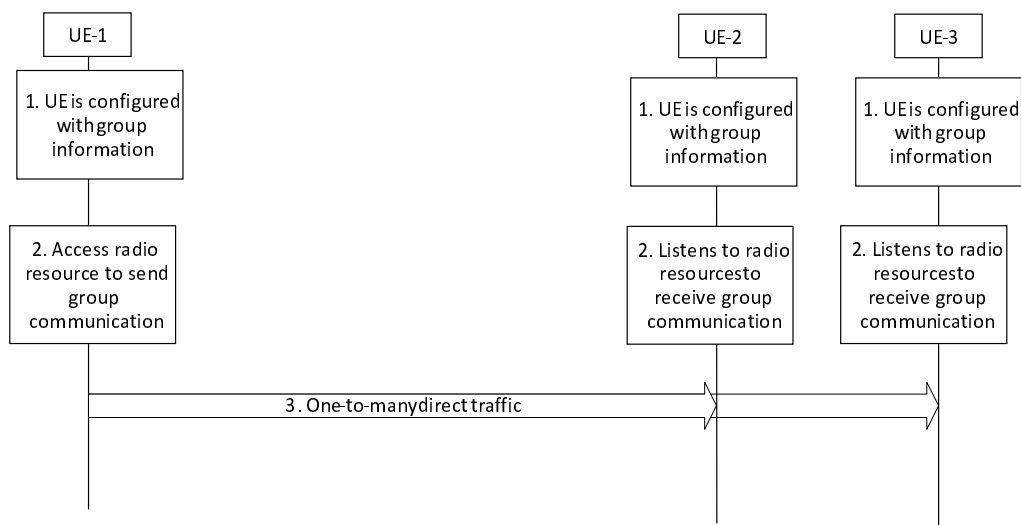 UE-1
UE-2
UE-3
1. UE is configured
with group
information
1. UE is configured
with group
information
1. UE is configured
with group
information
2. Access radio
resource to send
group
communication
2. Listens to radio
resourcesto
receive group
communication
2. Listens to radio
resourcesto
receive group
communication
3. One-to-manydirect traffic